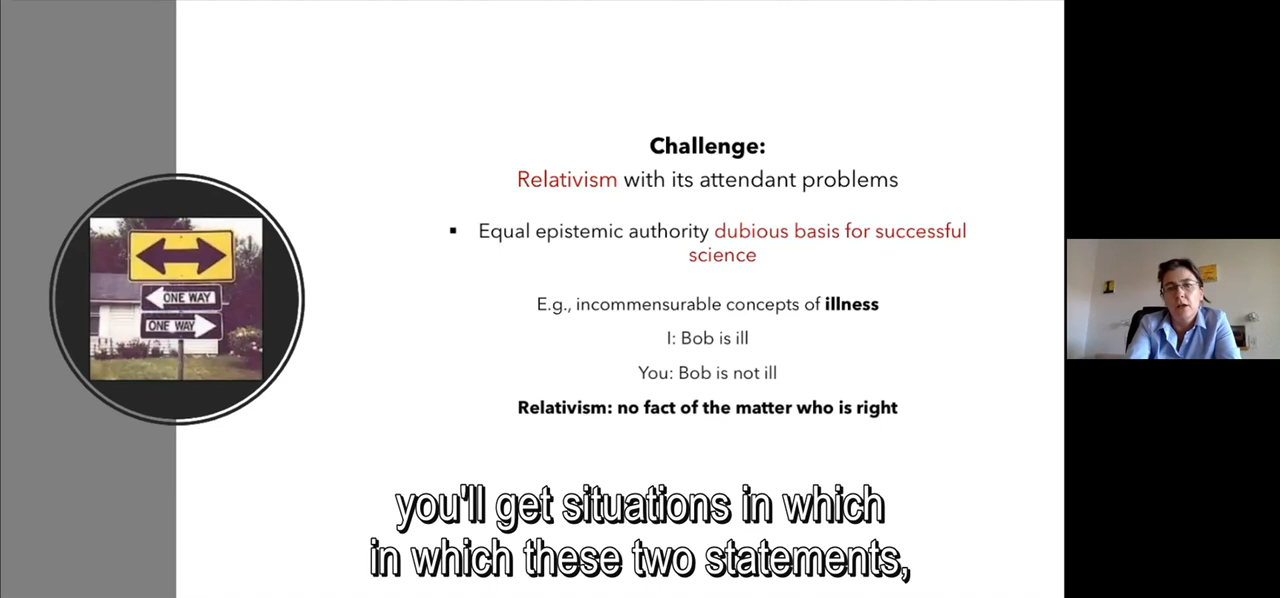 Challenge:
Relativism with its attendant problems
▪ Equal epistemic authority dubious basis for successful
science
E.g., incommensurable concepts of illness
I: Bob is ill
You: Bob is not ill
Relativism: no fact of the matter who is right
ONE WAY
ONE WAY
you'll get situations in which
in which these two statements,